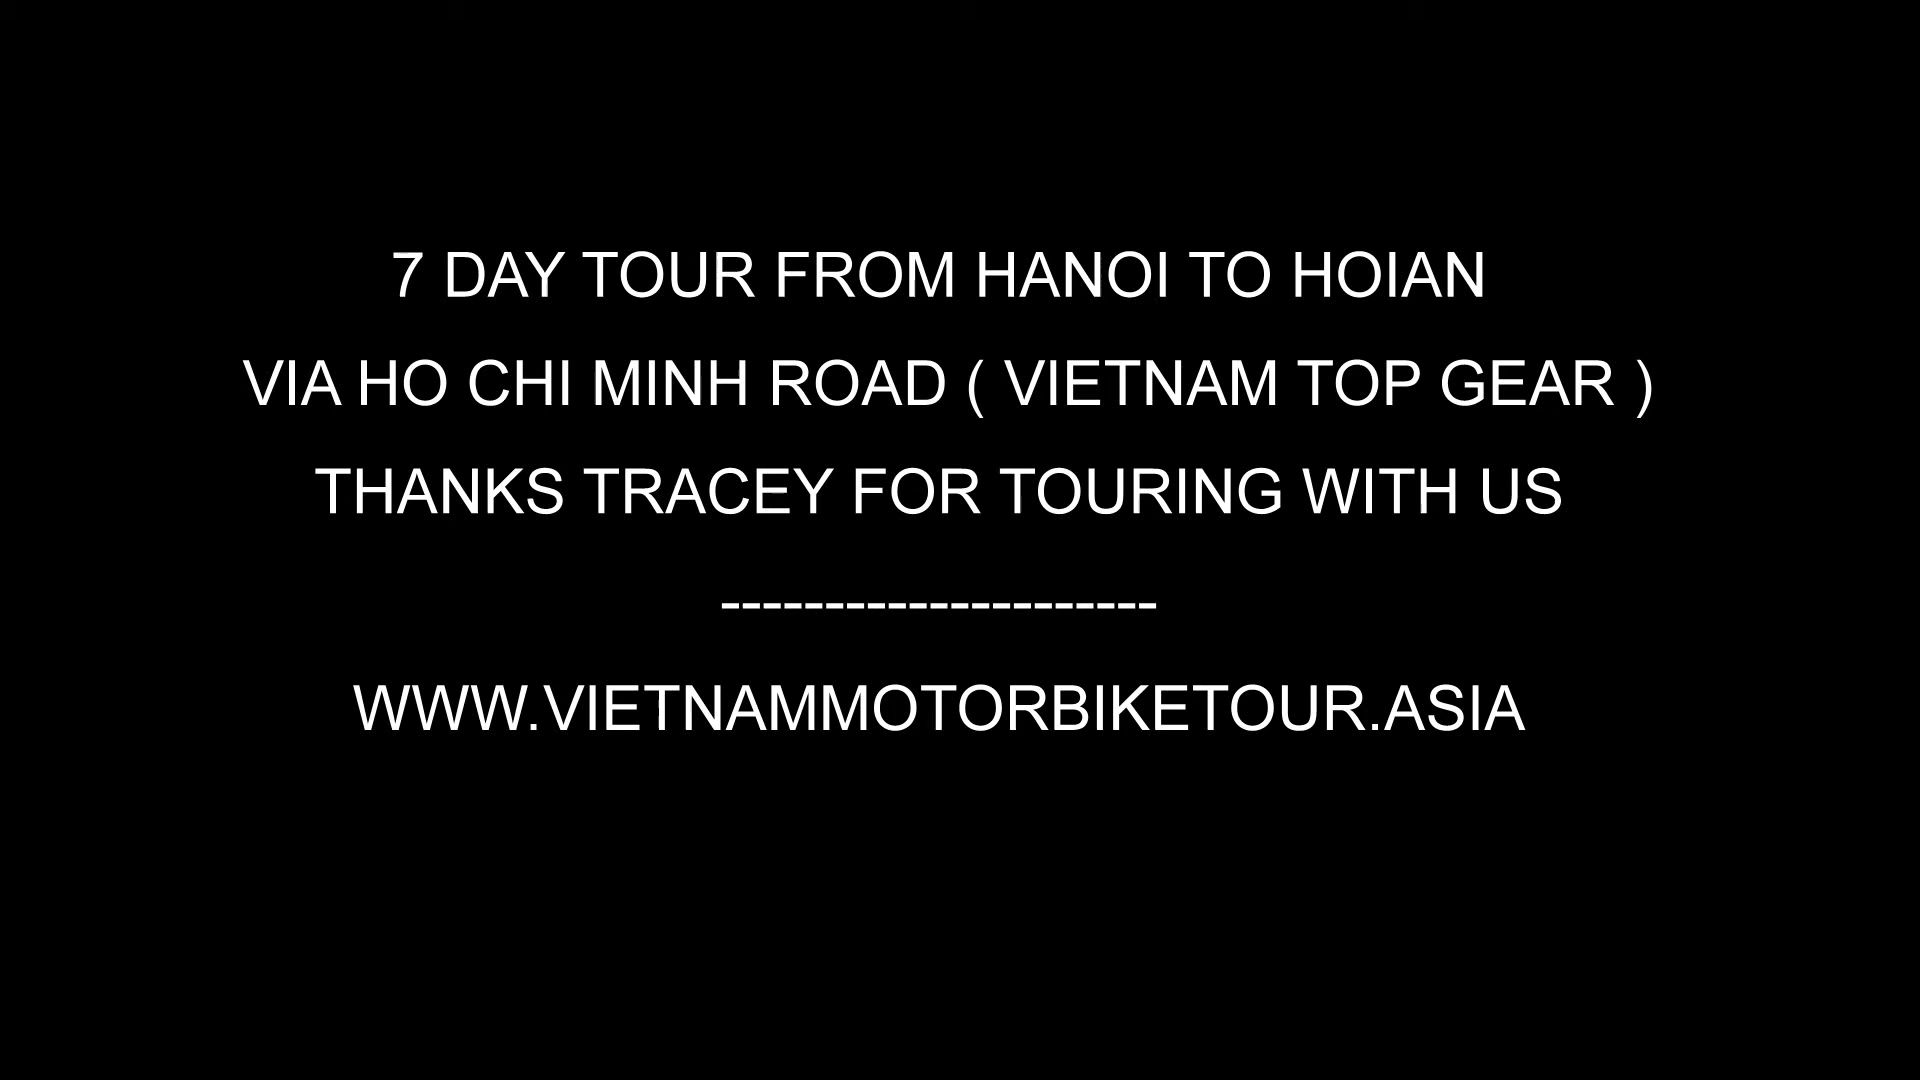 7 DAY TOUR FROM HANOI TO HOIAN
VIA HO CHI MINH ROAD ( VIETNAM TOP GEAR )
THANKS TRACEY FOR TOURING WITH US
---------------------
WWW.VIETNAMMOTORBIKETOUR.ASIA